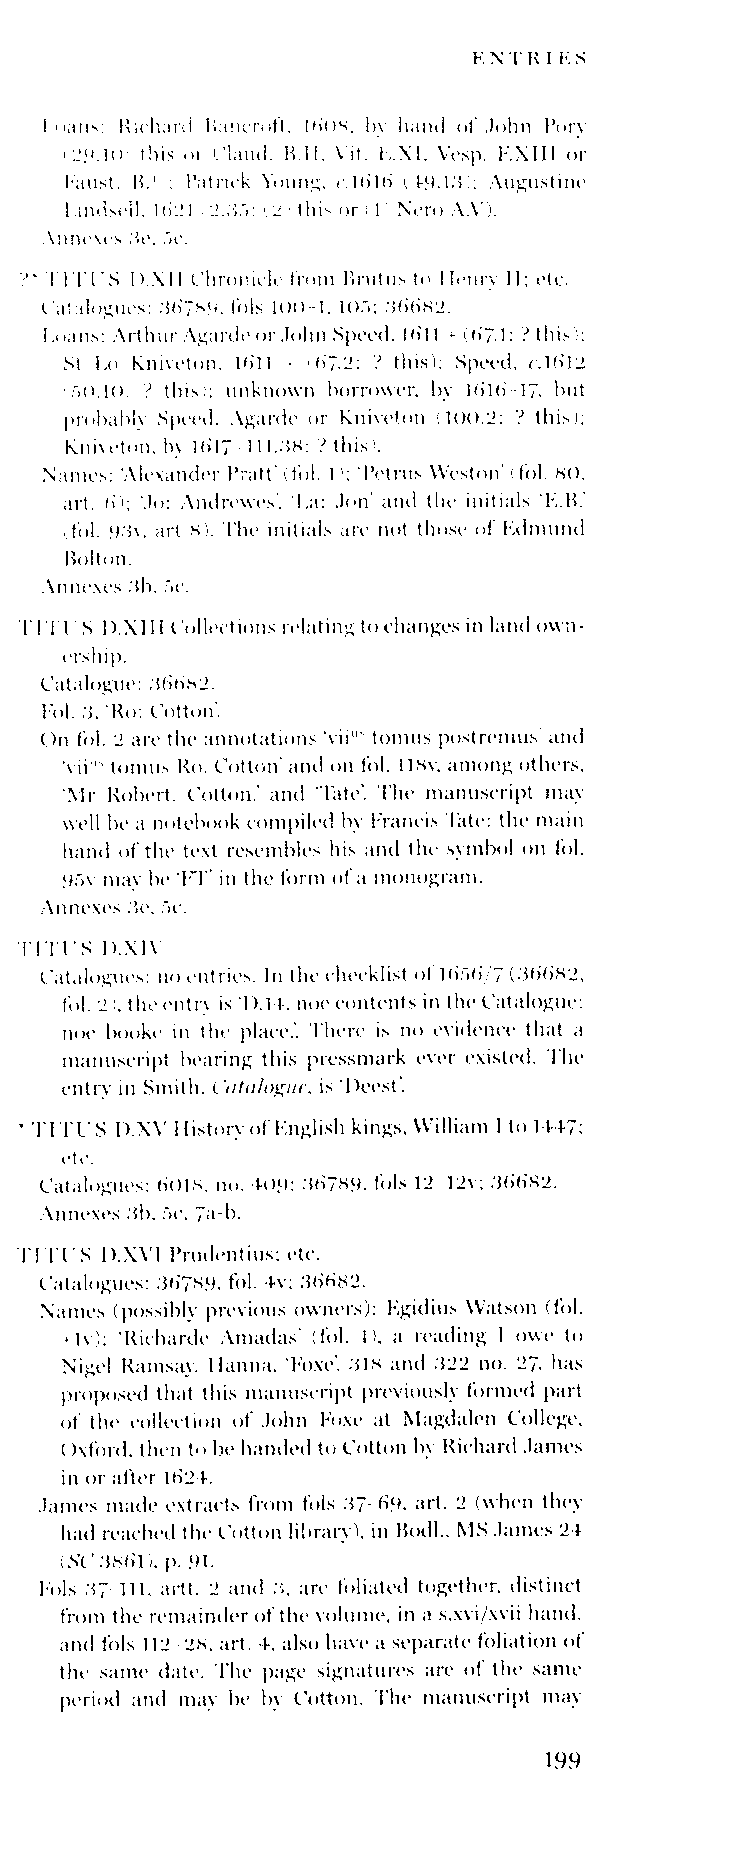 ENTRIES
Loans: Richard Bancroft, 1608, by hand of John Pory
(29.10: this or Claud. B.II, Vit. E.XI, Vesp. E.XIII or
Faust. B.); Patrick Young, c.1616 (49.13); Augustine
Lindsell, 1621 (2.35: (2) this or (1) Nero A.V).
Annexes 3e, 5c.
?* TITUS D.XII Chronicle from Brutus to Henry II; etc.
Catalogues: 36789, fols 100–1, 105; 36682.
Loans: Arthur Agarde or John Speed, 1611 + (67.1: ? this);
St Lo Kniveton, 1611 + (67.2: ? this); Speed, c.1612
(50.10, ? this); unknown borrower, by 1616–17, but
probably Speed, Agarde or Kniveton (100.2: ? this);
Kniveton, by 1617 (111.38: ? this).
Names: 'Alexander Pratt' (fol. 1); 'Petrus Weston' (fol. 80,
art. 6); 'Jo: Andrewes', 'La: Jon' and the initials 'E.B.'
(fol. 93v, art 8). The initials are not those of Edmund
Bolton.
Annexes 3b, 5c.
TITUS D.XIII Collections relating to changes in land own-
ership.
Catalogue: 36682.
Fol. 3, 'Ro: Cotton'.
On fol. 2 are the annotations 'vii tomus postremus' and
'vii tomus Ro. Cotton' and on fol. 118v, among others,
'Mr Robert. Cotton.' and 'Tate'. The manuscript may
well be a notebook compiled by Francis Tate: the main
hand of the text resembles his and the symbol on fol.
95v may be 'FT' in the form of a monogram.
Annexes 3e, 5c.
TITUS D.XIV
Catalogues: no entries. In the checklist of 1656/7 (36682,
fol. 2), the entry is 'D.14. noe contents in the Catalogue:
noe booke in the place.'. There is no evidence that a
manuscript bearing this pressmark ever existed. The
entry in Smith, Catalogue, is 'Deest'.
* TITUS D.XV History of English kings, William I to 1447;
etc.
Catalogues: 6018, no. 409; 36789, fols 12–12v; 36682.
Annexes 3b, 5c, 7a-b.
TITUS D.XVI Prudentius; etc.
Catalogues: 36789, fol. 4v; 36682.
Names (possibly previous owners): Egidius Watson (fol.
*1v); 'Richarde Amadas' (fol. 1), a reading I owe to
Nigel Ramsay. Hanna, 'Foxe', 318 and 322 no. 27, has
proposed that this manuscript previously formed part
of the collection of John Foxe at Magdalen College,
Oxford, then to be handed to Cotton by Richard James
in or after 1624.
James made extracts from fols 37–69, art. 2 (when they
had reached the Cotton library), in Bodl., MS James 24
(SC 3861), p. 91.
Fols 37–111, artt. 2 and 3, are foliated together, distinct
from the remainder of the volume, in a s.xvi/xvii hand,
and fols 112–28, art. 4, also have a separate foliation of
the same date. The page signatures are of the same
period and may be by Cotton. The manuscript may
199